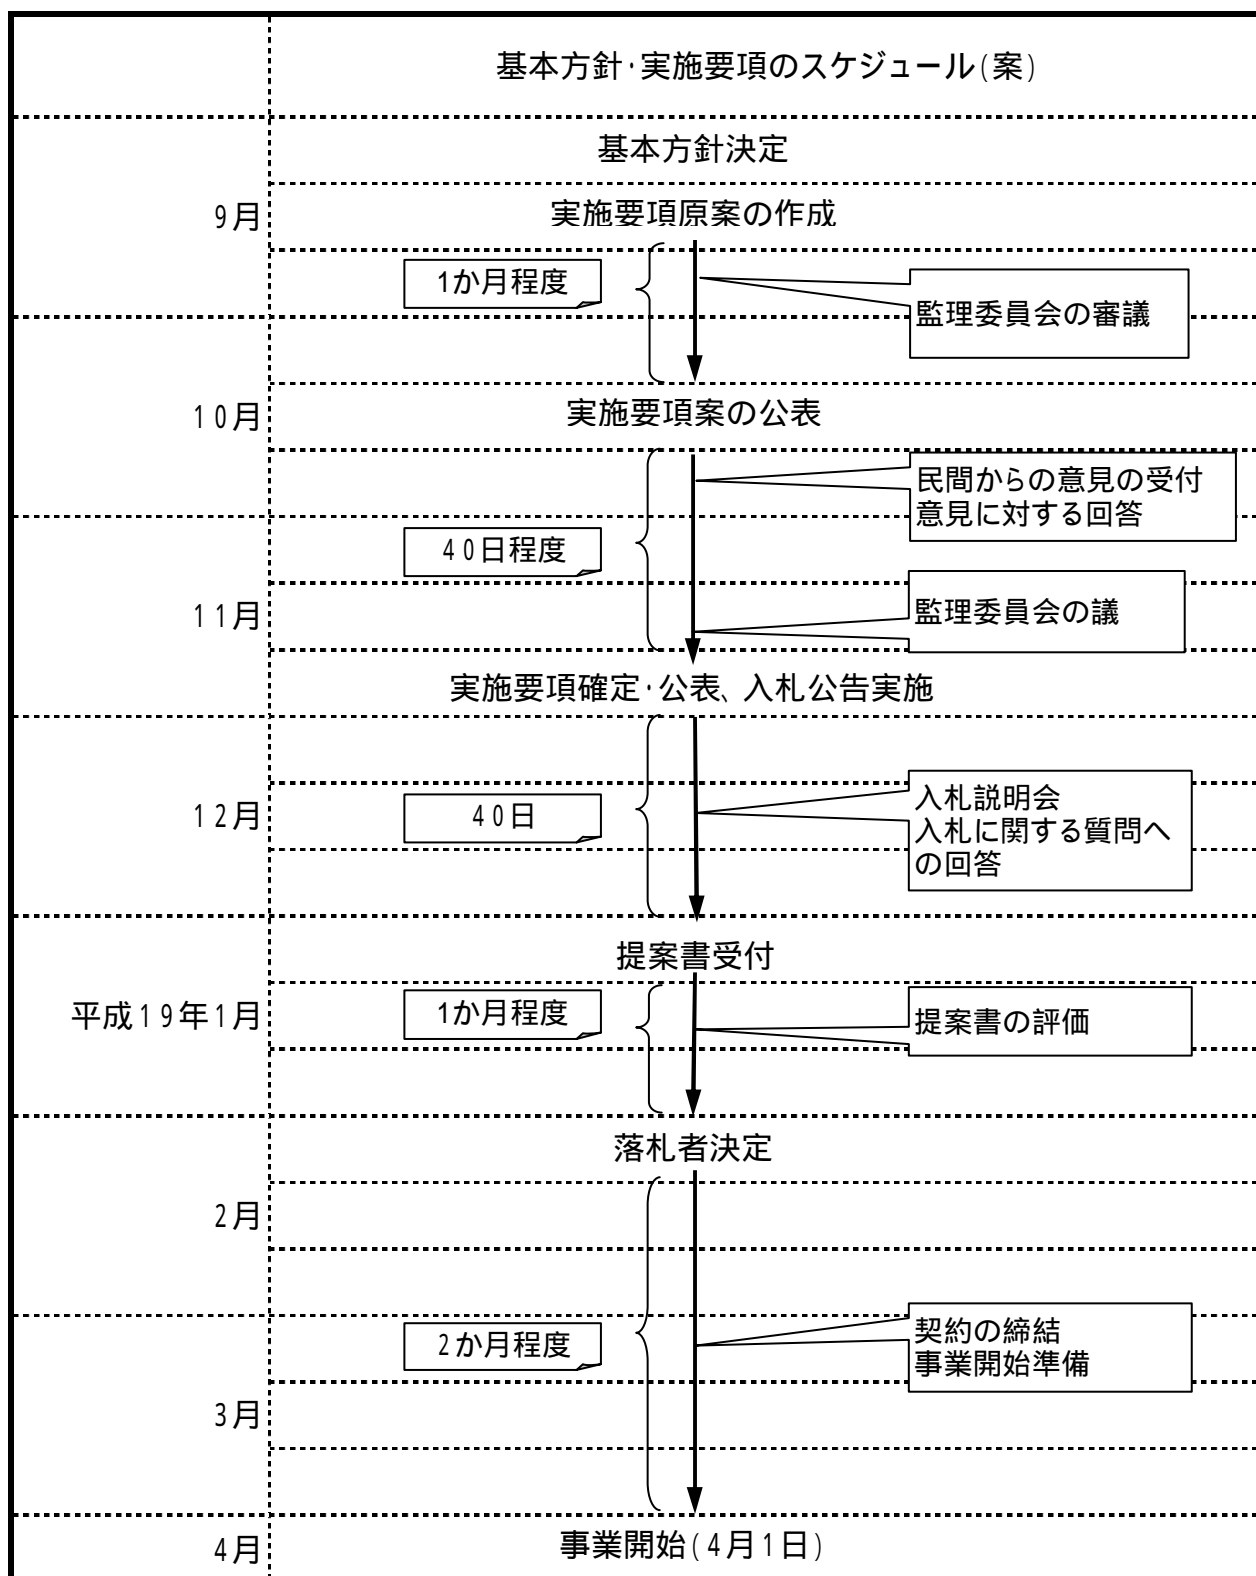 基本方針・実施要項のスケジュール(案)
基本方針決定
9月
実施要項原案の作成
1か月程度
監理委員会の審議
10月
実施要項案の公表
民間からの意見の受付
意見に対する回答
40日程度
11月
監理委員会の議
実施要項確定・公表、入札公告実施
12月
40日
入札説明会
入札に関する質問へ
の回答
提案書受付
平成19年1月
1か月程度
提案書の評価
落札者決定
2月
2か月程度
契約の締結
事業開始準備
3月
4月
事業開始(4月1日)